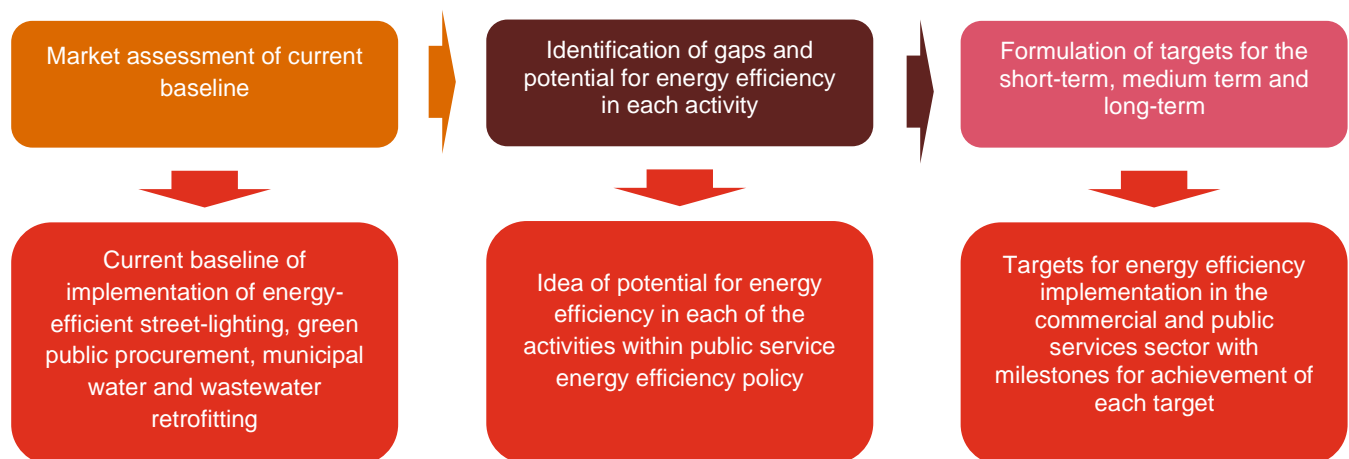 Market assessment of current
baseline
Identification of gaps and
potential for energy efficiency
in each activity
Formulation of targets for the
short-term, medium term and
long-term
Current baseline of
implementation of energy-
efficient street-lighting, green
public procurement, municipal
water and wastewater
retrofitting
Idea of potential for energy
efficiency in each of the
activities within public service
energy efficiency policy
Targets for energy efficiency
implementation in the
commercial and public
services sector with
milestones for achievement of
each target